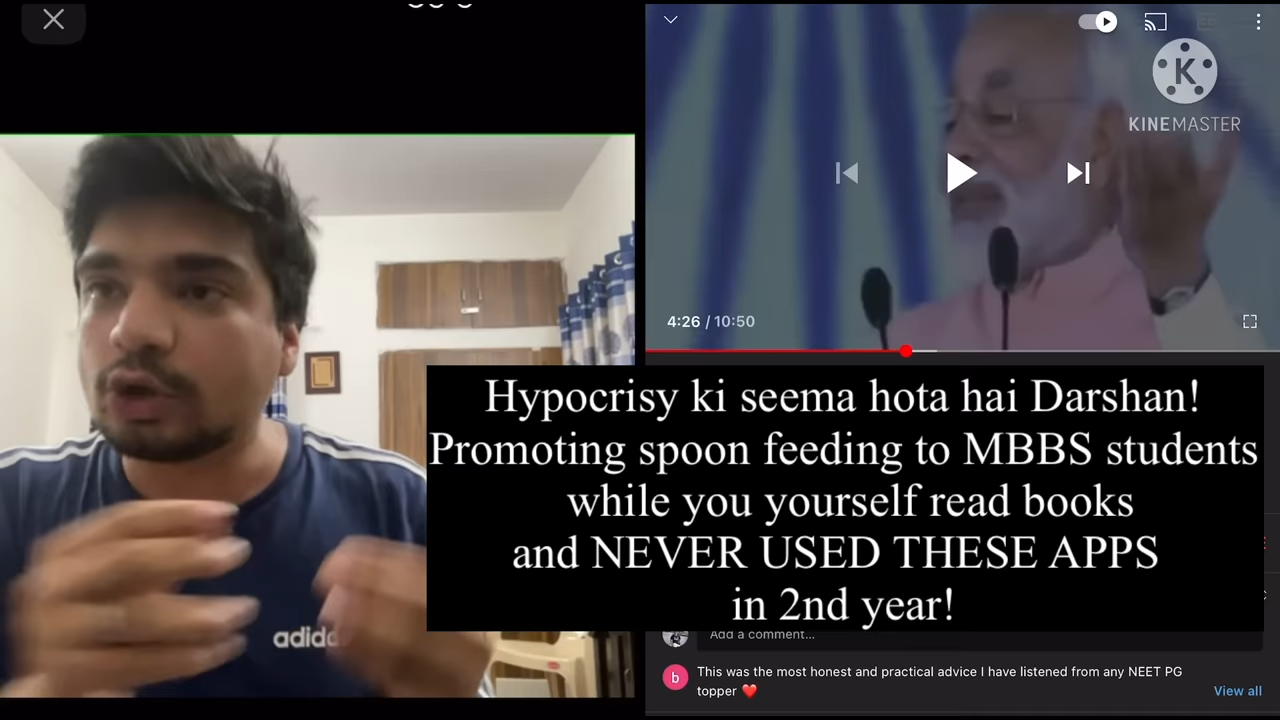 KINEMASTER
4:26 / 10:50
Hypocrisy ki seema hota hai Darshan!
Promoting spoon feeding to MBBS students
while you yourself read books
and NEVER USED THESE APPS
in 2nd year!
adida
Add a comment...
b
This was the most honest and practical advice I have listened from any NEET PG
topper ❤️
View all